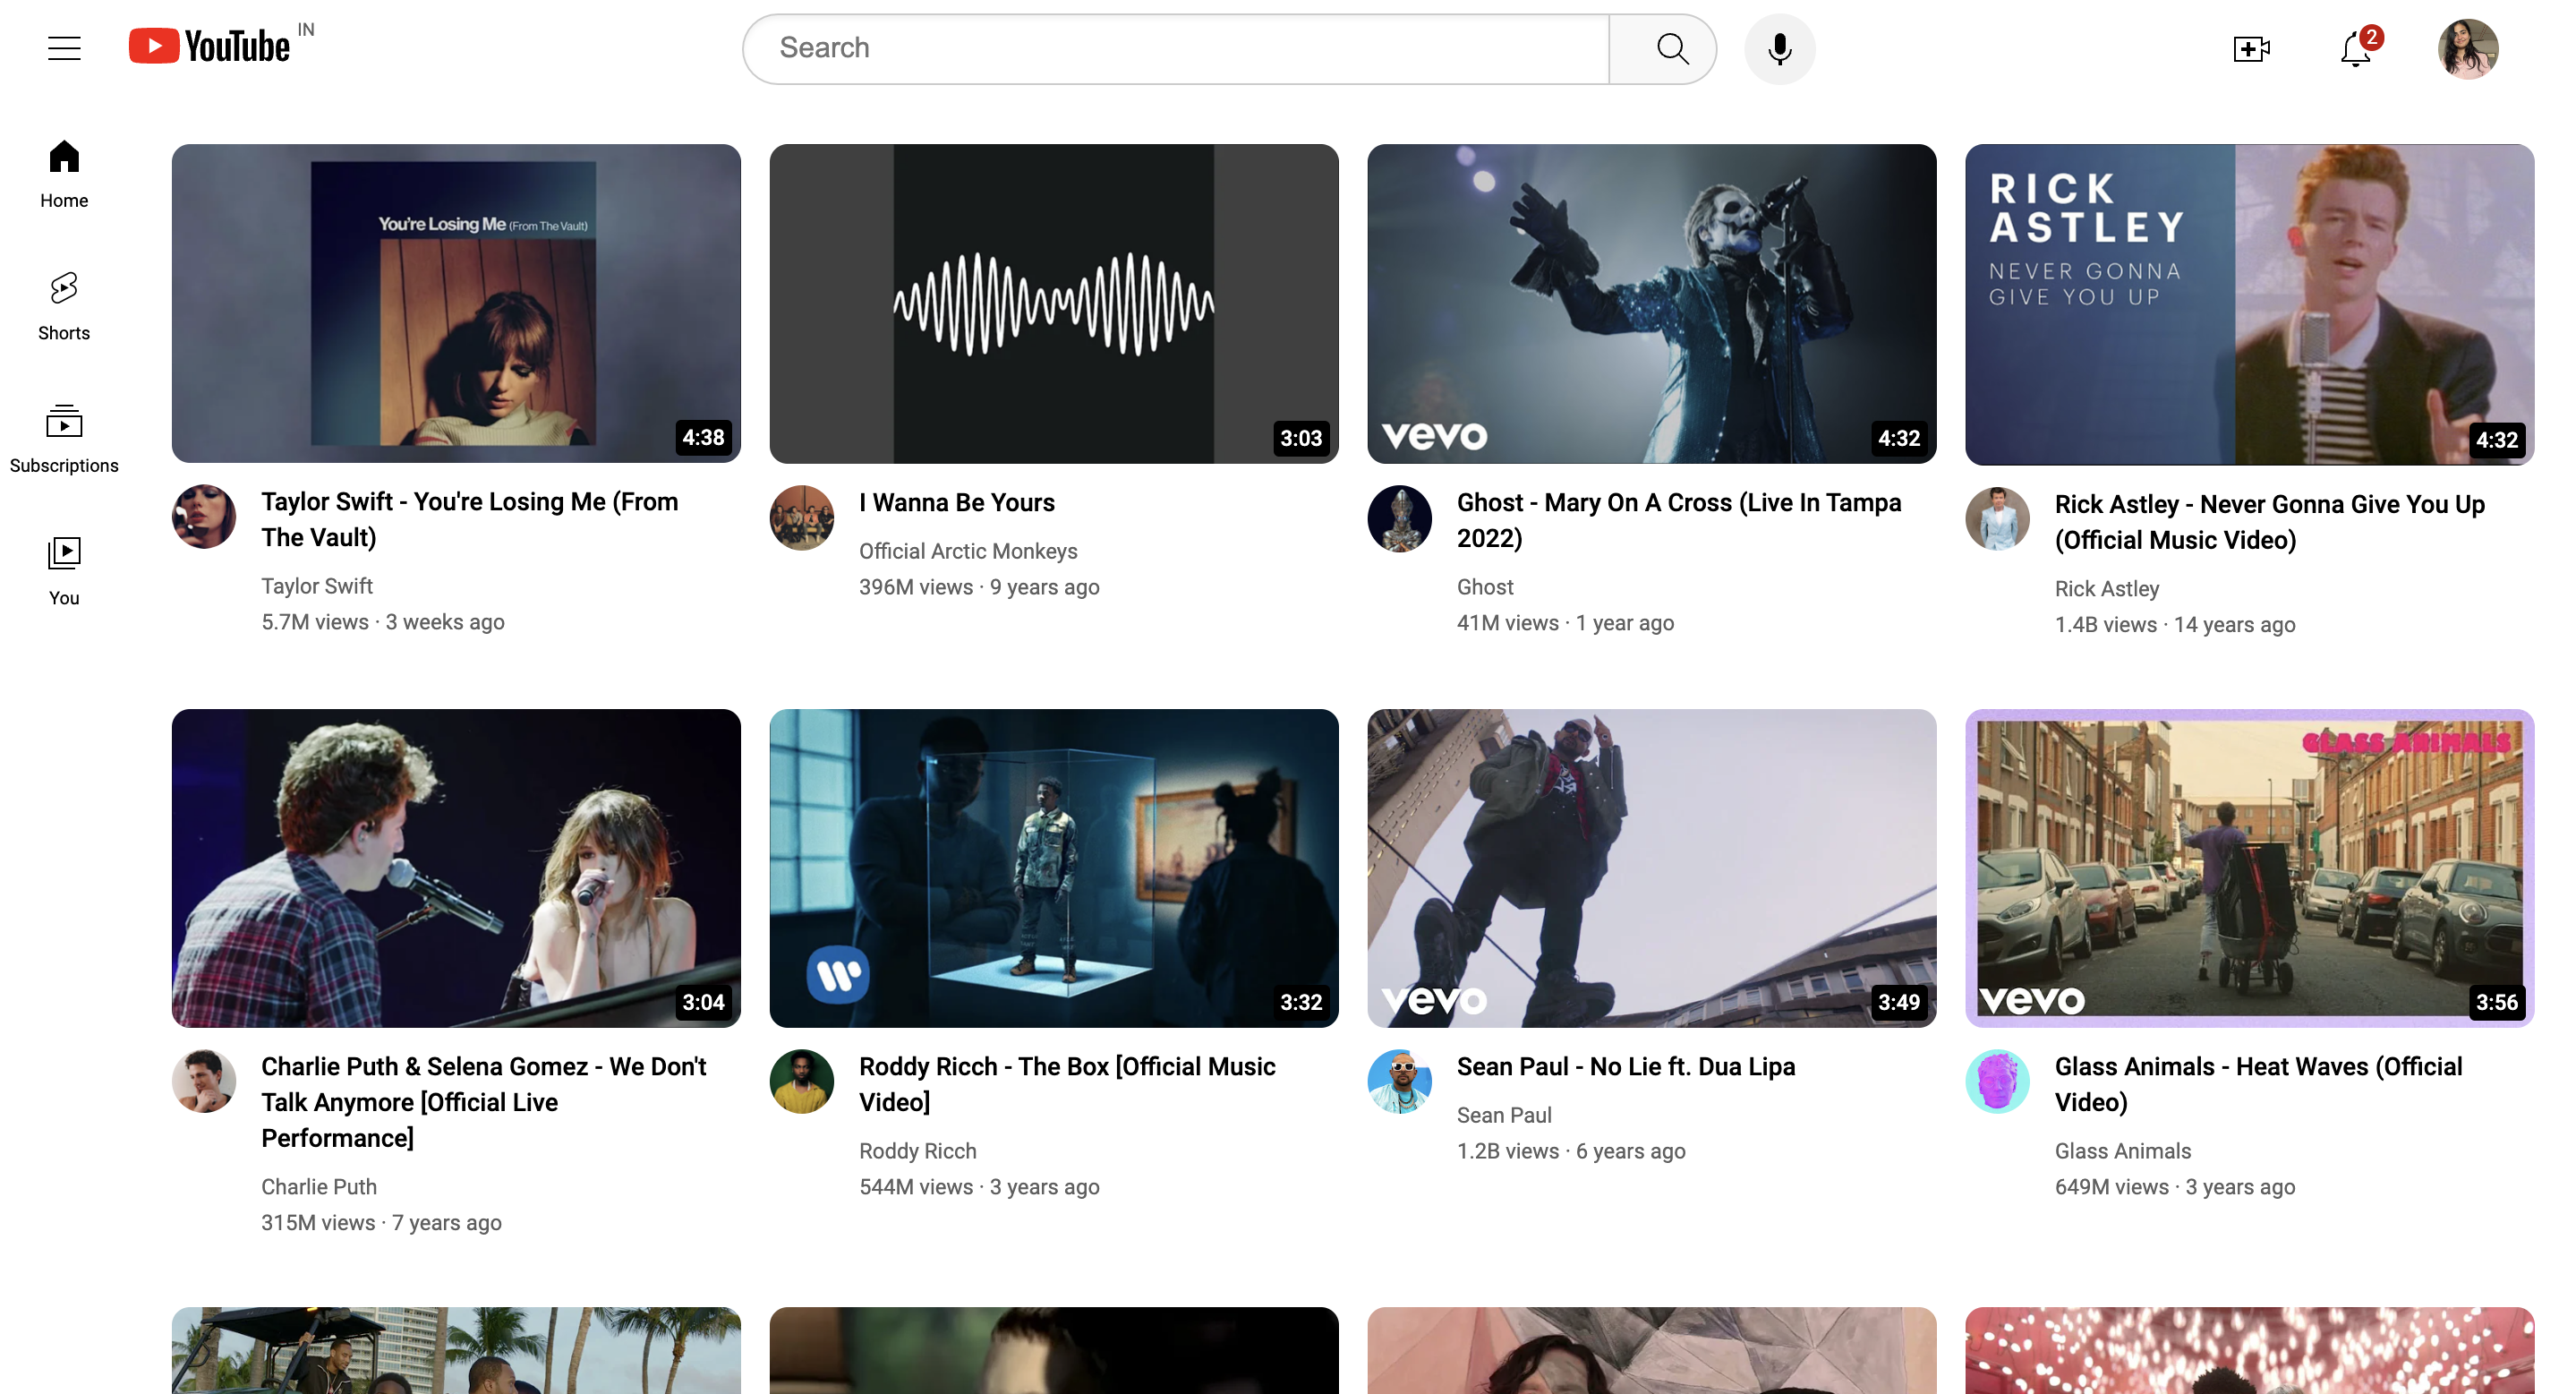 YouTube IN
Search
2
Home
Shorts
Subscriptions
You
You're Losing Me (From The Vault)
4:38
Taylor Swift - You're Losing Me (From
The Vault)
Taylor Swift
5.7M views · 3 weeks ago
3:03
I Wanna Be Yours
Official Arctic Monkeys
396M views · 9 years ago
vevo
4:32
Ghost - Mary On A Cross (Live In Tampa
2022)
Ghost
41M views · 1 year ago
RICK
ASTLEY
NEVER GONNA
GIVE YOU UP
4:32
Rick Astley - Never Gonna Give You Up
(Official Music Video)
Rick Astley
1.4B views · 14 years ago
3:04
Charlie Puth & Selena Gomez - We Don't
Talk Anymore [Official Live
Performance]
Charlie Puth
315M views · 7 years ago
3:32
Roddy Ricch - The Box [Official Music
Video]
Roddy Ricch
544M views · 3 years ago
vevo
3:49
Sean Paul - No Lie ft. Dua Lipa
Sean Paul
1.2B views · 6 years ago
GLASS ANIMALS
vevo
3:56
Glass Animals - Heat Waves (Official
Video)
Glass Animals
649M views · 3 years ago